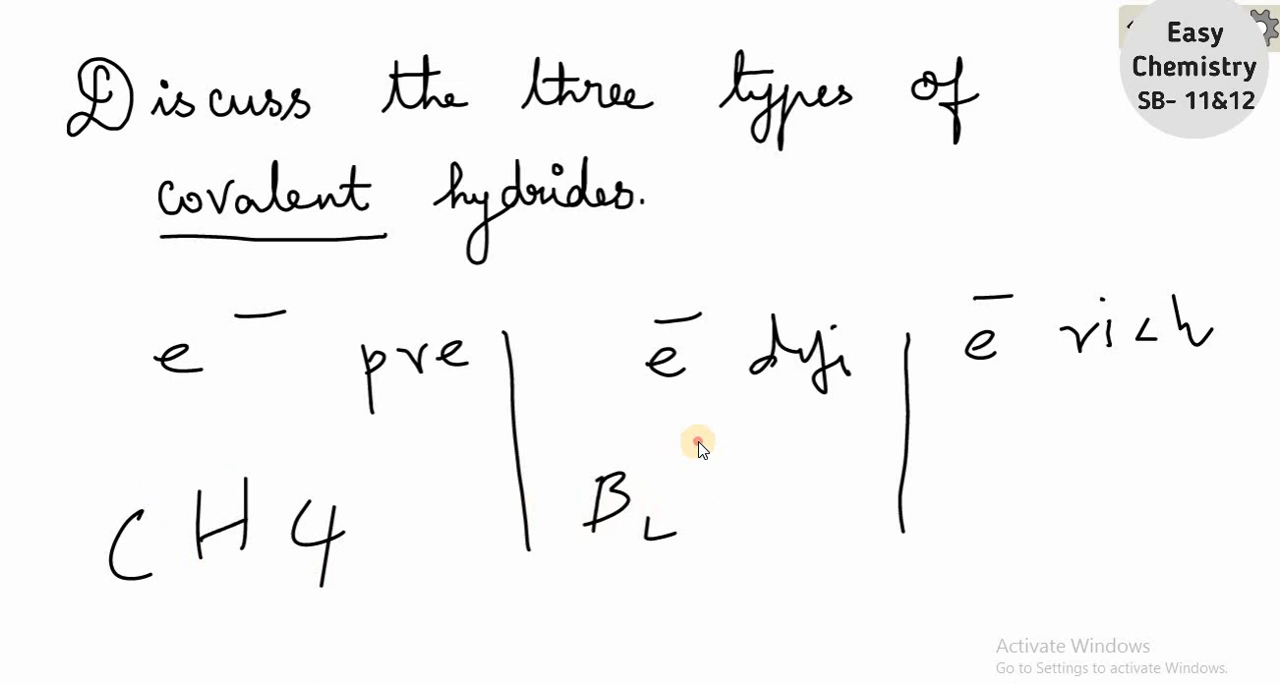 Easy
Chemistry
SB- 11&12
Discuss the three types of
covalent hydrides.
e⁻ pre e⁻ defi e⁻ rich
CH4 B2
Activate Windows
Go to Settings to activate Windows.